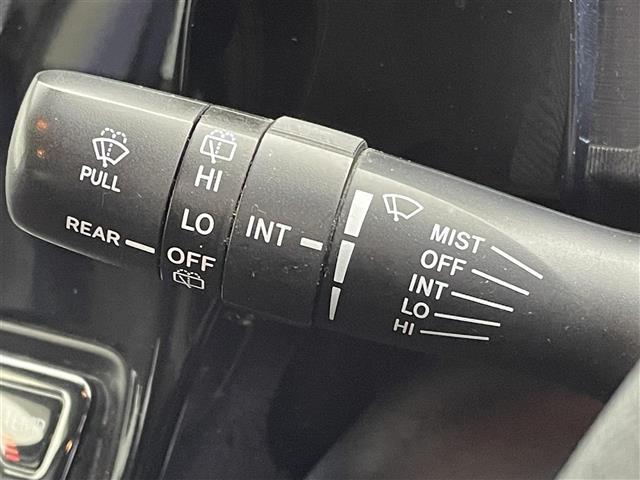 PULL
REAR
HI
LO
OFF
INT
MIST
OFF
INT
LO
HI